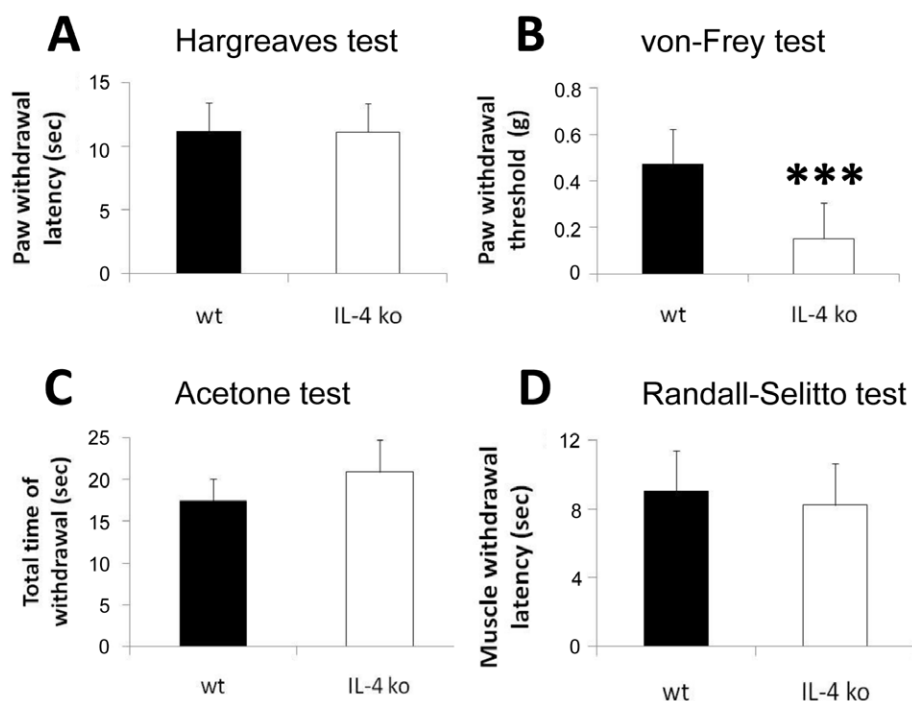 A
Hargreaves test
Paw withdrawal
latency (sec)
15
10
5
0
wt
IL-4 ko
B
von-Frey test
Paw withdrawal
threshold (g)
0.8
0.6
0.4
0.2
0
***
wt
IL-4 ko
C
Acetone test
Total time of
withdrawal (sec)
25
20
15
10
5
0
wt
IL-4 ko
D
Randall-Selitto test
Muscle withdrawal
latency (sec)
12
8
4
0
wt
IL-4 ko